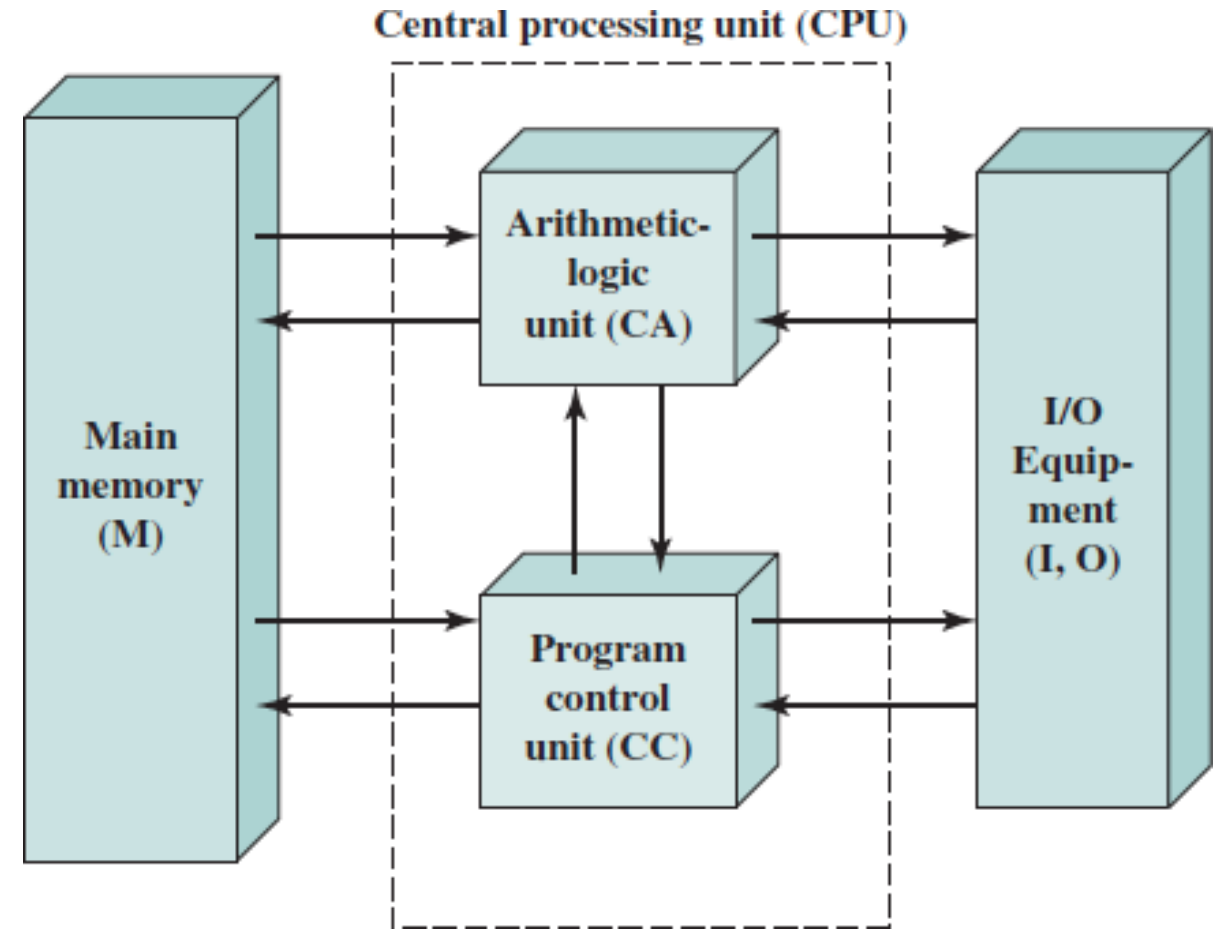 Central processing unit (CPU)
Arithmetic-
logic
unit (CA)
Main
memory
(M)
I/O
Equip-
ment
(I, O)
Program
control
unit (CC)